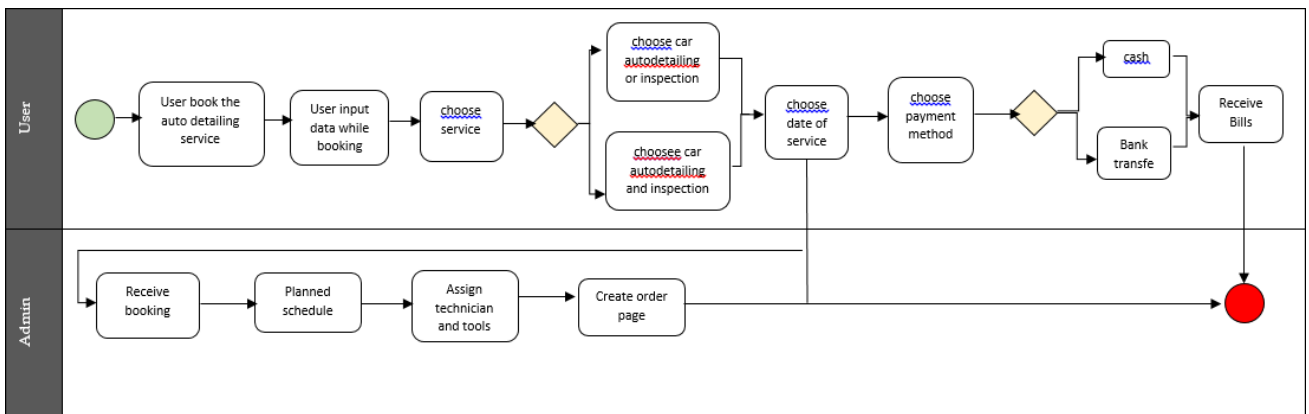 User
User book the
auto detailing
service
User input
data while
booking
choose
service
choose car
autodetailing
or inspection
choosee car
autodetailing
and inspection
choose
date of
service
choose
payment
method
cash
Bank
transfe
Receive
Bills
Admin
Receive
booking
Planned
schedule
Assign
technician
and tools
Create order
page